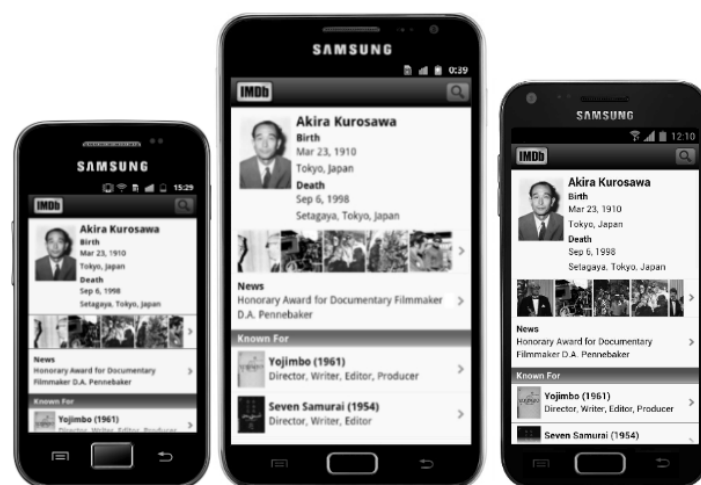 SAMSUNG
15:29
IMDb
Akira Kurosawa
Birth
Mar 23, 1910
Tokyo, Japan
Death
Sep 6, 1998
Setagaya, Tokyo, Japan
News
Honorary Award for Documentary
Filmmaker D.A. Pennebaker
Known For
Yojimbo (1961)
Director, Writer, Editor, Producer
SAMSUNG
0:39
IMDb
Akira Kurosawa
Birth
Mar 23, 1910
Tokyo, Japan
Death
Sep 6, 1998
Setagaya, Tokyo, Japan
News
Honorary Award for Documentary Filmmaker
D.A. Pennebaker
Known For
Yojimbo (1961)
Director, Writer, Editor, Producer
Seven Samurai (1954)
Director, Writer, Editor
SAMSUNG
12:10
IMDb
Akira Kurosawa
Birth
Mar 23, 1910
Tokyo, Japan
Death
Sep 6, 1998
Setagaya, Tokyo, Japan
News
Honorary Award for Documentary
Filmmaker D.A. Pennebaker
Known For
Yojimbo (1961)
Director, Writer, Editor, Producer
Seven Samurai (1954)